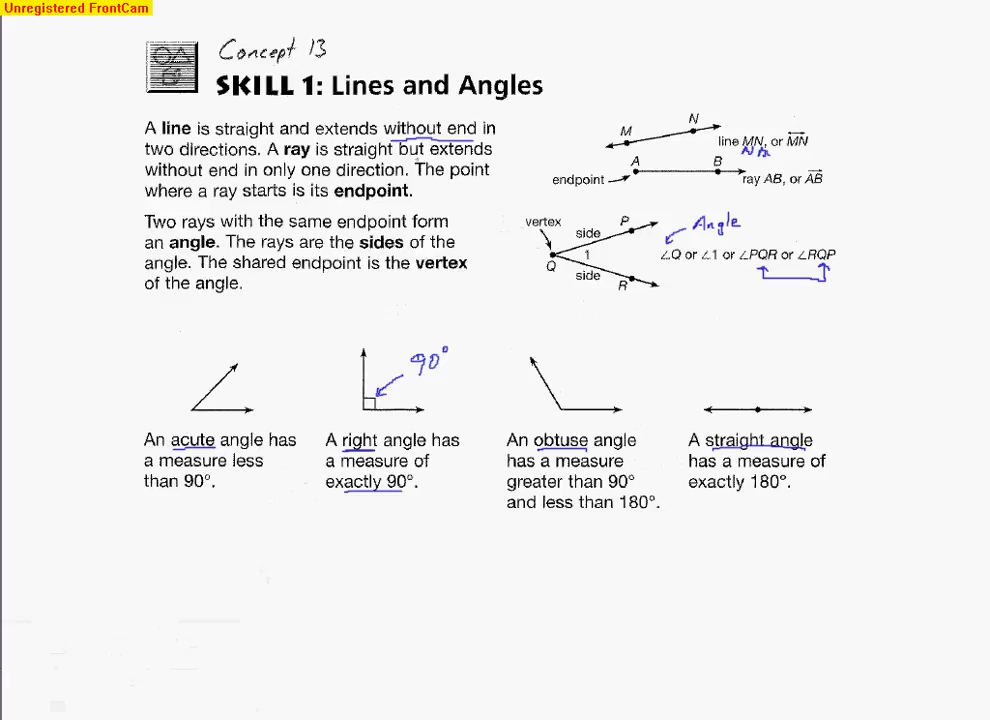 Unregistered FrontCam
Concept 13
SKILL 1: Lines and Angles
A line is straight and extends without end in
two directions. A ray is straight but extends
without end in only one direction. The point
where a ray starts is its endpoint.
M
N
line MN, or MN
A
B
endpoint
ray AB, or AB
Two rays with the same endpoint form
an angle. The rays are the sides of the
angle. The shared endpoint is the vertex
of the angle.
vertex
side
P
Q
1
side
R
Angle
∠Q or ∠1 or ∠PQR or ∠RQP
90°
An acute angle has
a measure less
than 90°.
A right angle has
a measure of
exactly 90°.
An obtuse angle
has a measure
greater than 90°
and less than 180°.
A straight angle
has a measure of
exactly 180°.